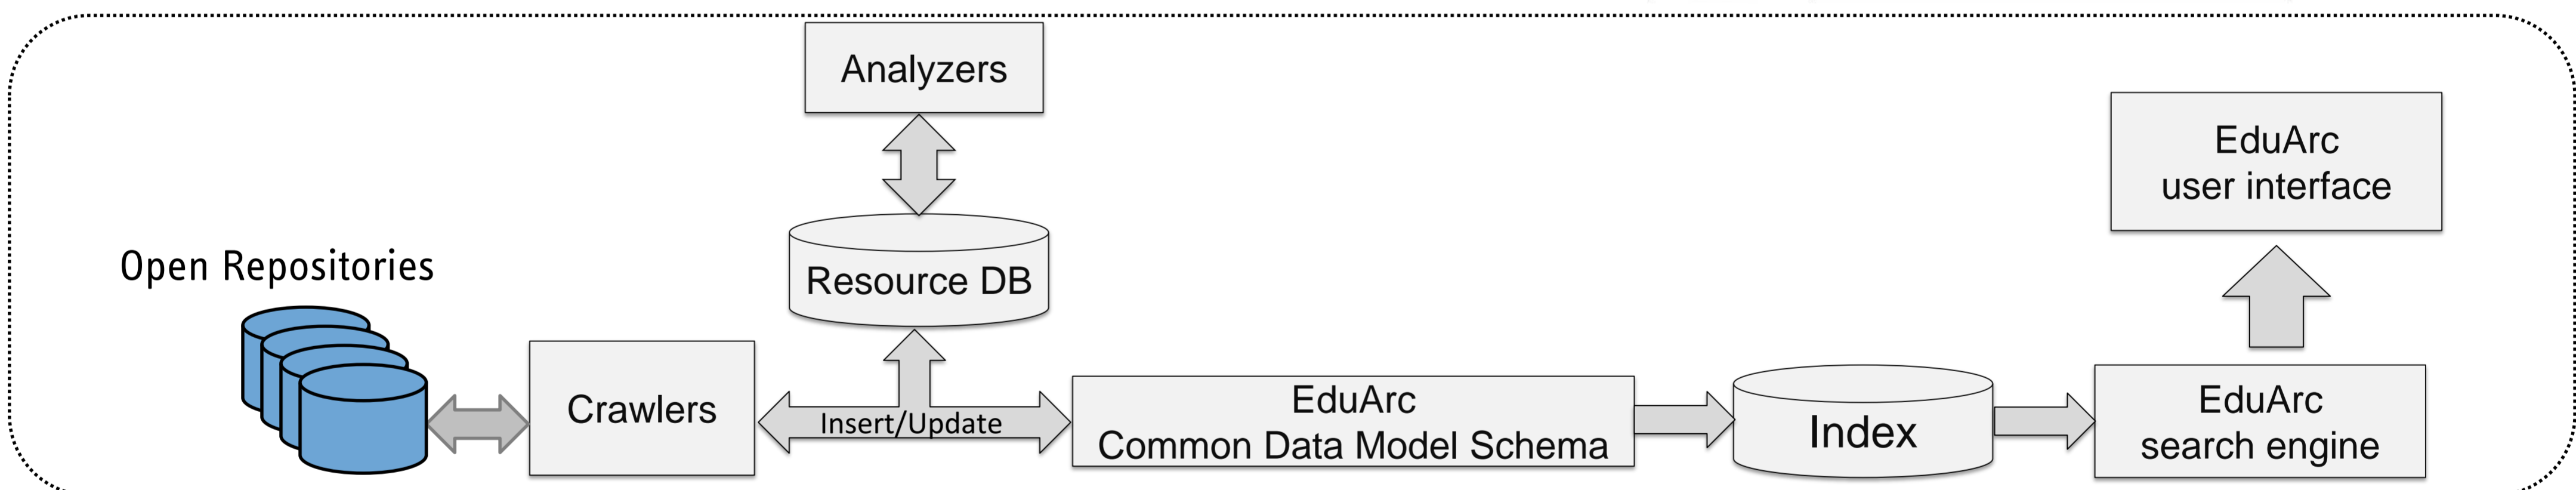 Analyzers
EduArc
user interface
Open Repositories
Resource DB
Crawlers
Insert/Update
EduArc
Common Data Model Schema
Index
EduArc
search engine